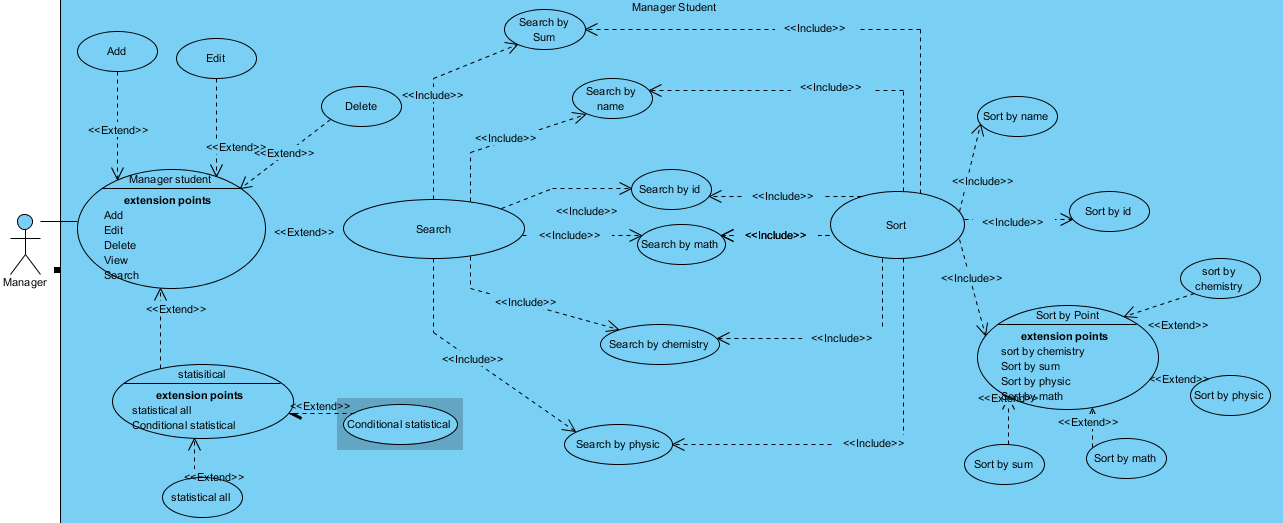 Manager Student
Add
Edit
Delete
<<Extend>>
<<Extend>>
<<Extend>>
Manager student
extension points
Add
Edit
Delete
View
Search
Manager
<<Extend>>
<<Extend>>
statisitical
extension points
statistical all
Conditional statistical
<<Extend>>
Conditional statistical
<<Extend>>
statistical all
Search by
Sum
<<Include>>
<<Include>>
Search by
name
<<Include>>
<<Include>>
Search by id
<<Include>>
<<Include>>
Search
<<Include>>
Search by math
<<Include>>
Sort
<<Include>>
Search by chemistry
<<Include>>
<<Include>>
Search by physic
<<Include>>
Sort by name
<<Include>>
Sort by id
<<Include>>
<<Include>>
sort by
chemistry
Sort by Point
extension points
sort by chemistry
Sort by sum
Sort by physic
Sort by math
<<Extend>>
<<Extend>>
Sort by physic
<<Extend>>
<<Extend>>
Sort by sum
Sort by math